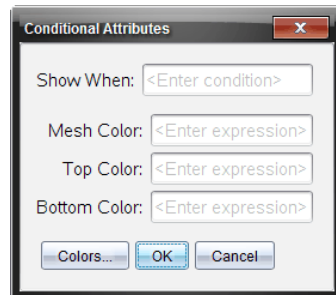 Conditional Attributes
Show When: <Enter condition>
Mesh Color: <Enter expression>
Top Color: <Enter expression>
Bottom Color: <Enter expression>
Colors... OK Cancel